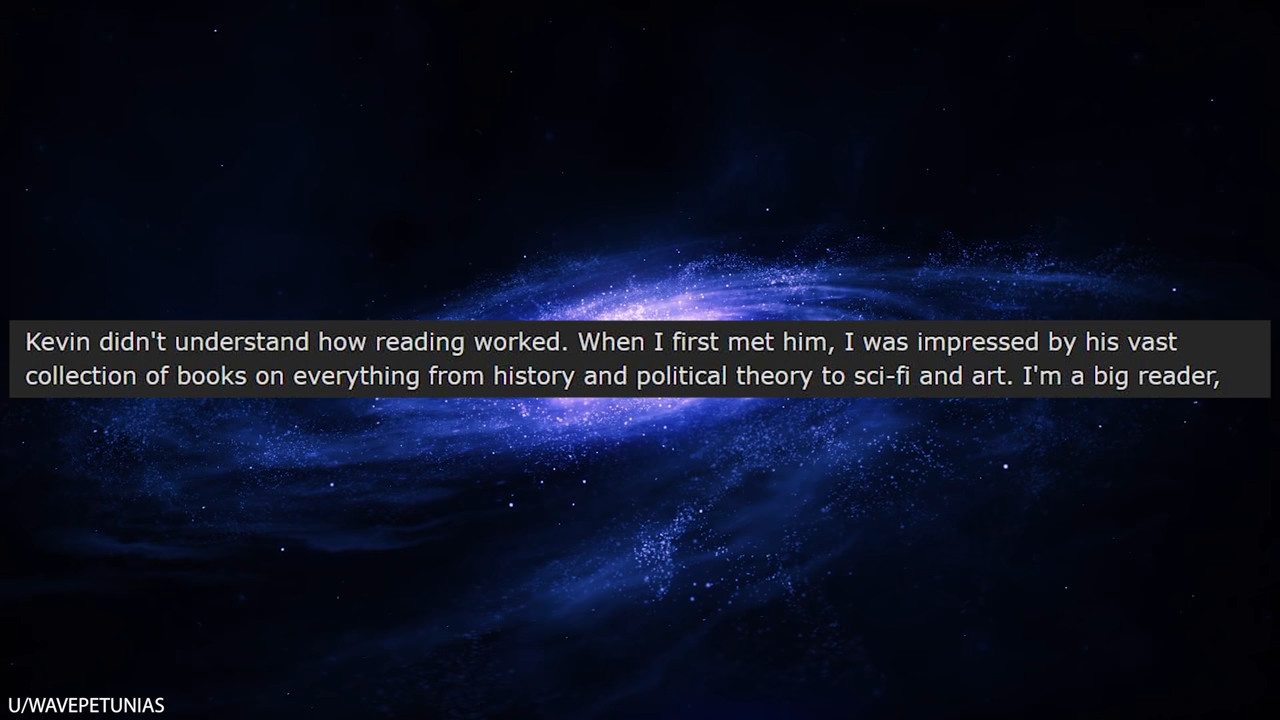 Kevin didn't understand how reading worked. When I first met him, I was impressed by his vast
collection of books on everything from history and political theory to sci-fi and art. I'm a big reader,
U/WAVEPETUNIAS